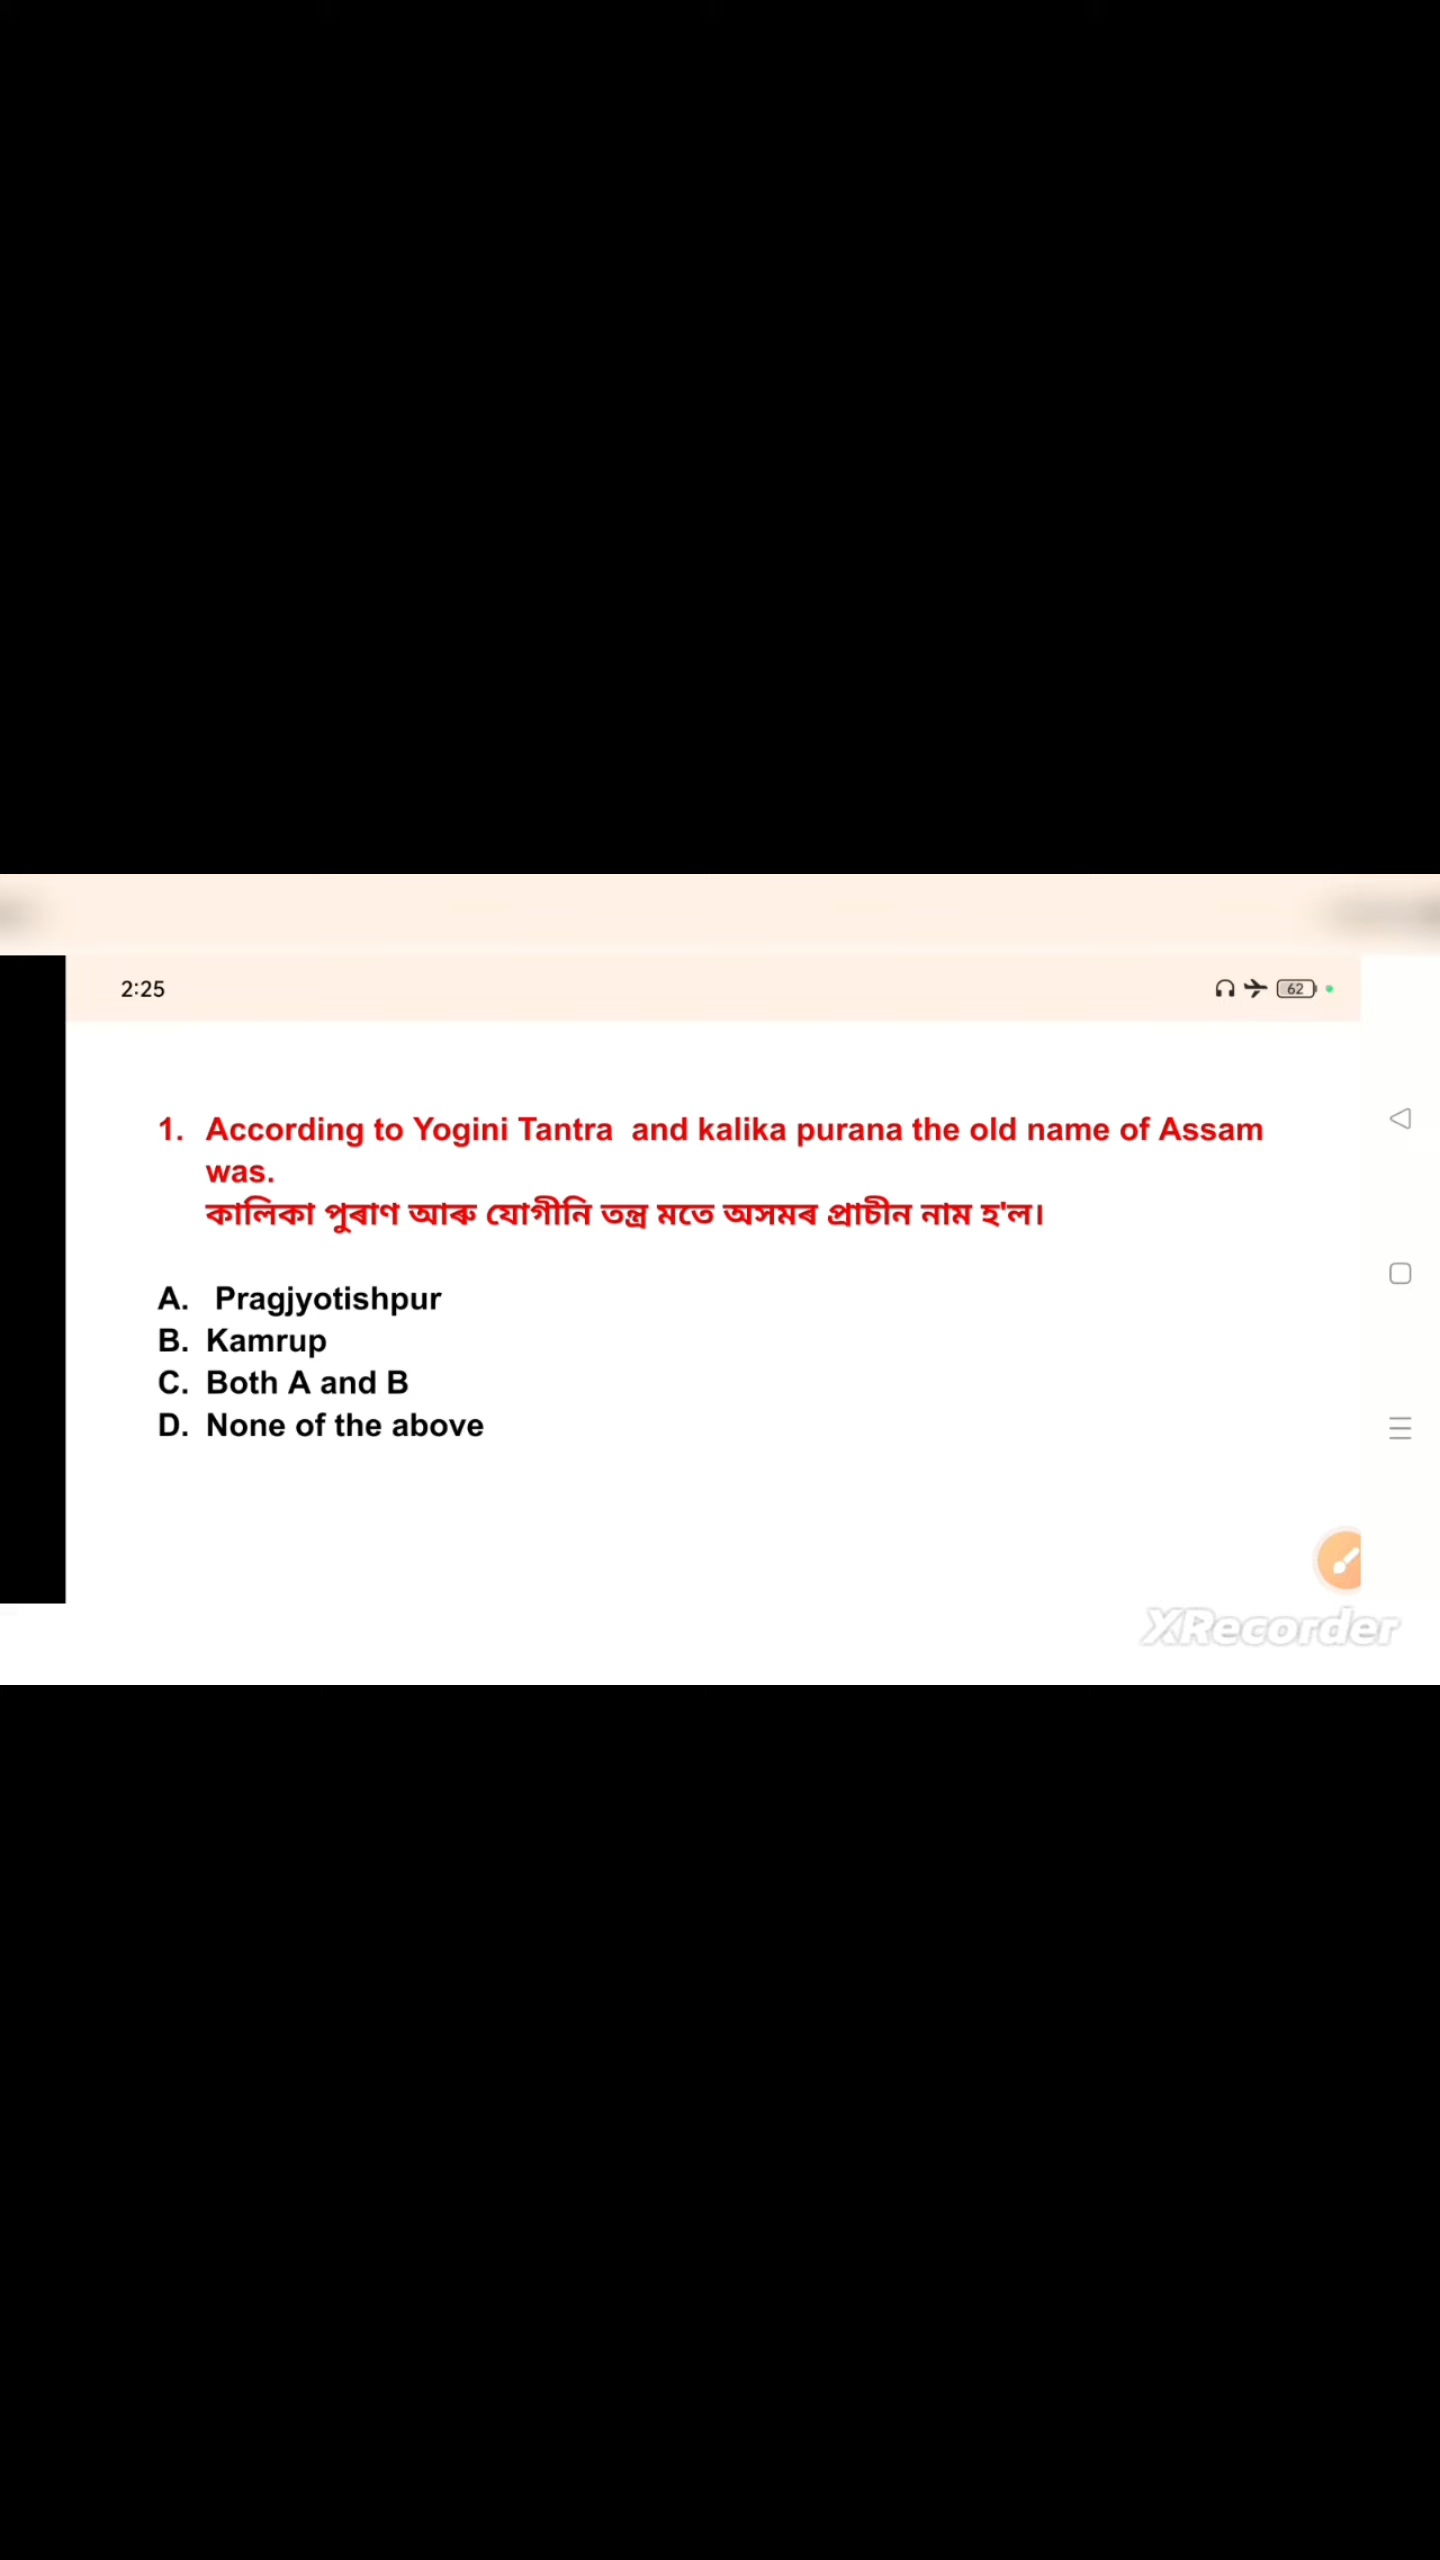 2:25
62
1. According to Yogini Tantra and kalika purana the old name of Assam
was.
কালিকা পুৰাণ আৰু যোগীনি তন্ত্ৰ মতে অসমৰ প্ৰাচীন নাম হ'ল।
A. Pragjyotishpur
B. Kamrup
C. Both A and B
D. None of the above
XRecorder